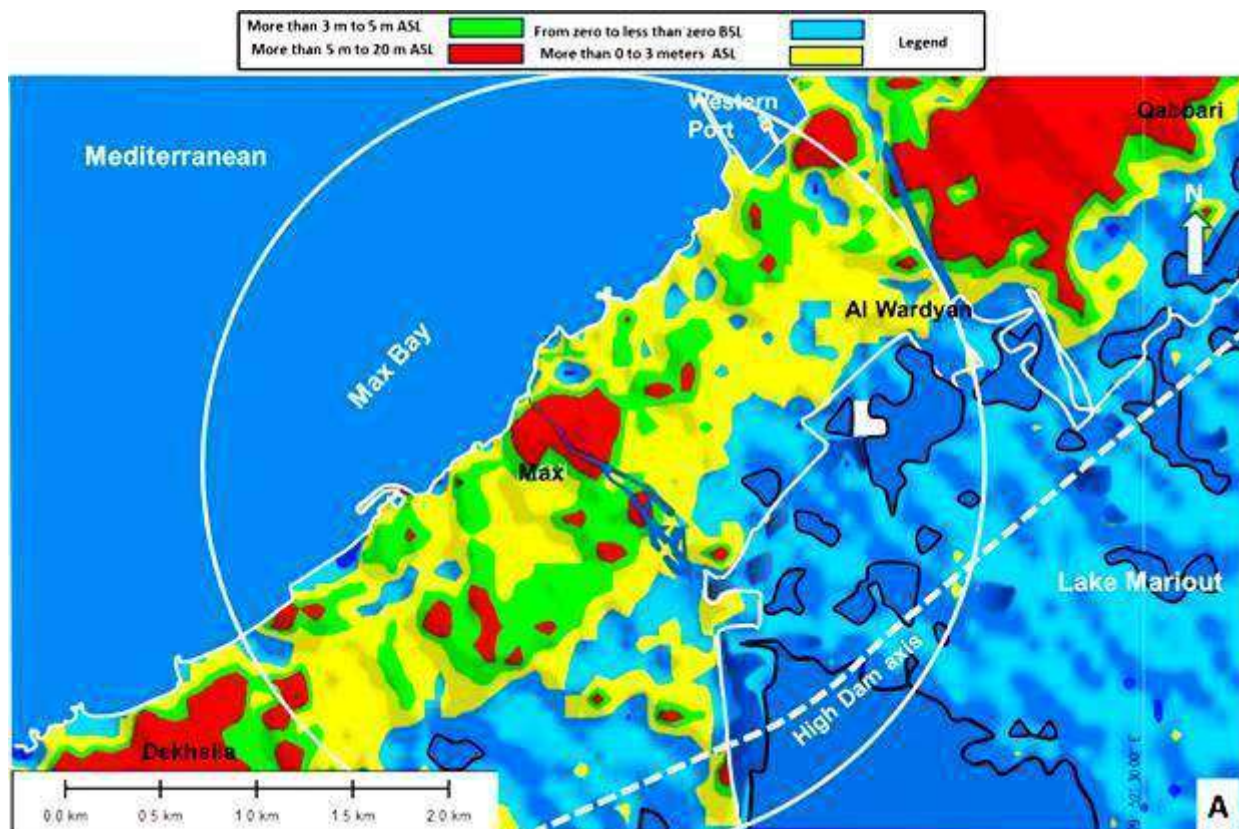 More than 3 m to 5 m ASL
From zero to less than zero BSL
Legend
More than 5 m to 20 m ASL
More than 0 to 3 meters ASL
Western
Port
Qabbari
Mediterranean
N
Max Bay
Al Wardyan
Max
Lake Mariout
High Dam axis
Dekhalia
0.0 km
0.5 km
1.0 km
1.5 km
2.0 km
A